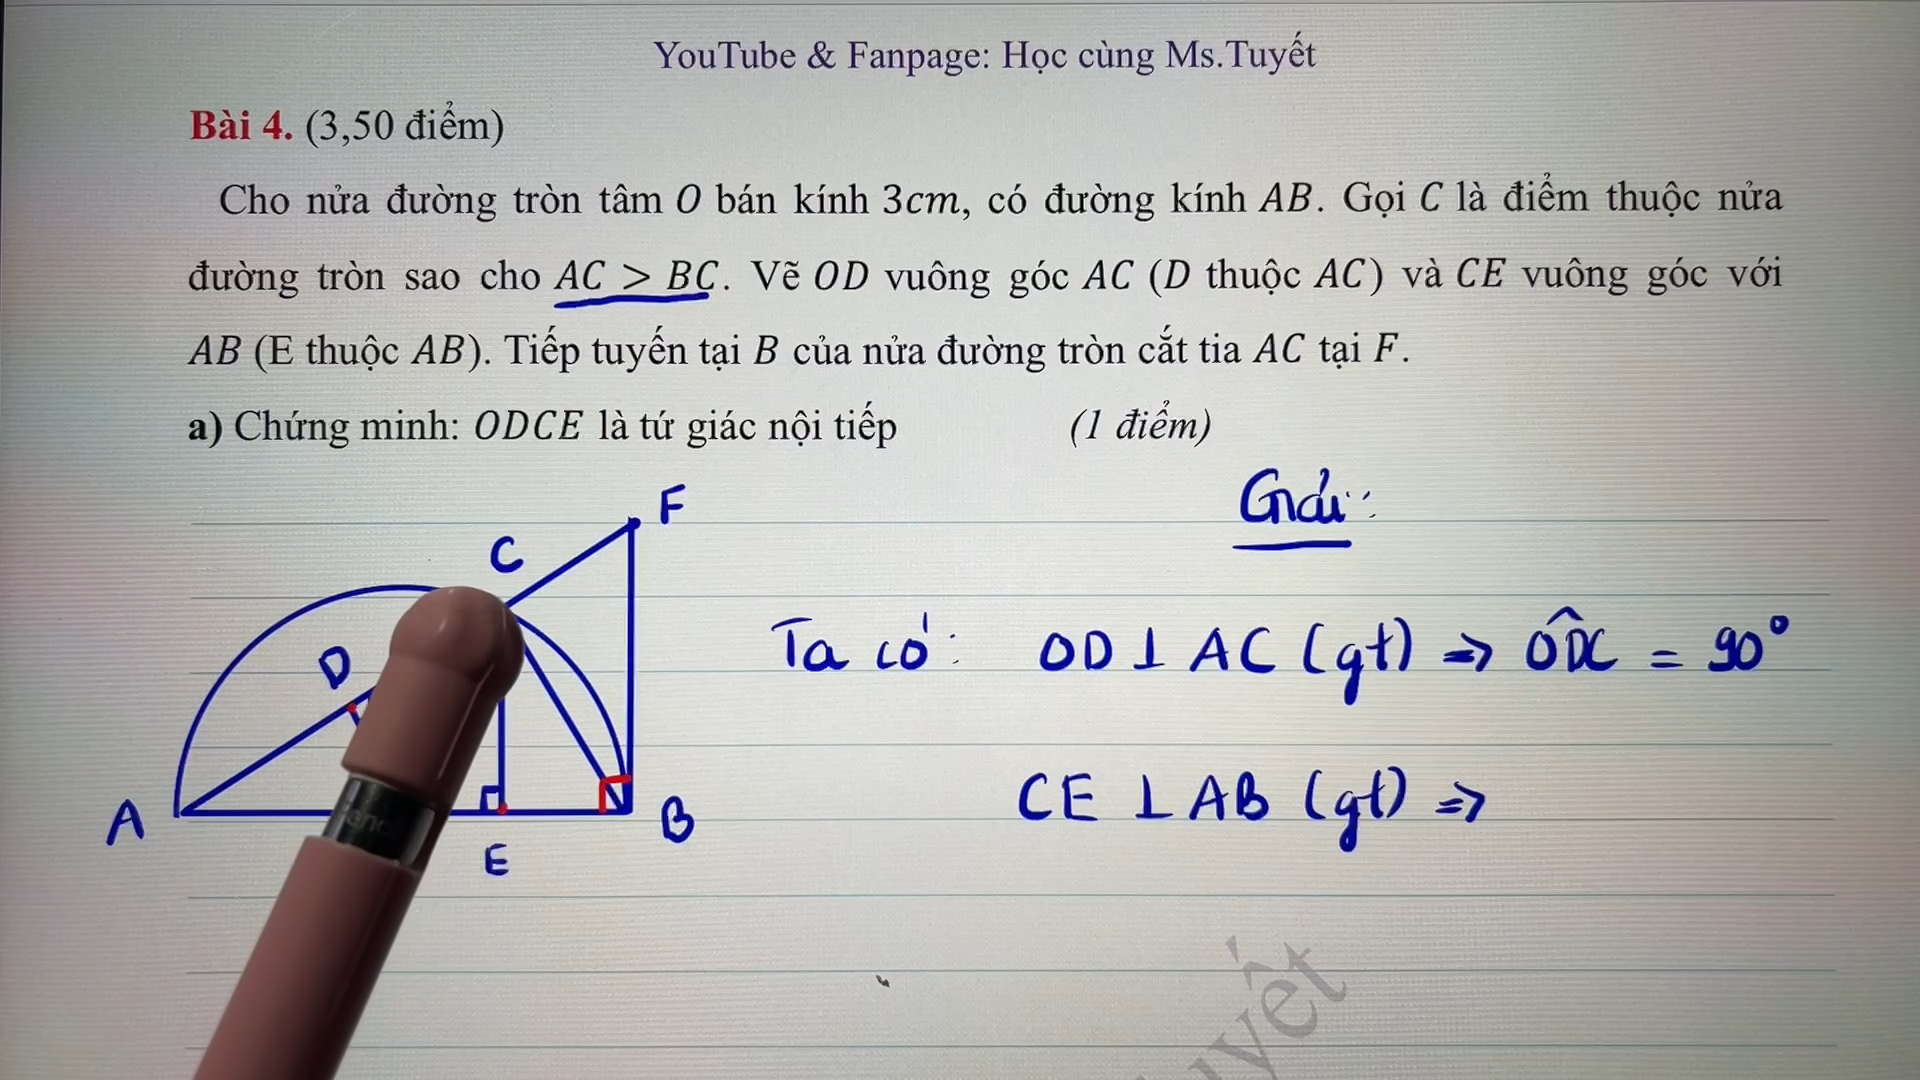 YouTube & Fanpage: Học cùng Ms.Tuyết
Bài 4. (3,50 điểm)
Cho nửa đường tròn tâm O bán kính 3cm, có đường kính AB. Gọi C là điểm thuộc nửa
đường tròn sao cho AC > BC. Vẽ OD vuông góc AC (D thuộc AC) và CE vuông góc với
AB (E thuộc AB). Tiếp tuyến tại B của nửa đường tròn cắt tia AC tại F.
a) Chứng minh: ODCE là tứ giác nội tiếp (1 điểm)
Giải:
F
C
Ta có: OD ⊥ AC (gt) => ÔDC = 90°
D
CE ⊥ AB (gt) =>
A
B
E